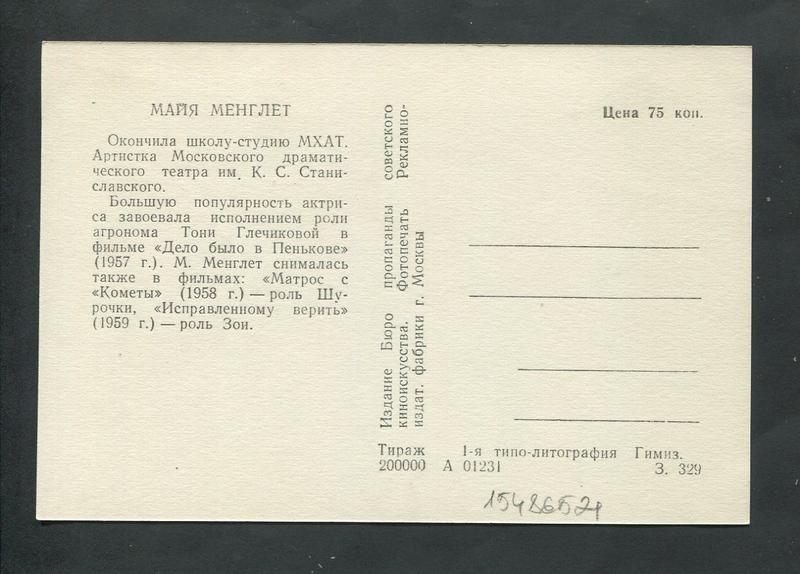 МАЙЯ МЕНГЛЕТ
Окончила школу-студию МХАТ.
Артистка Московского драмати-
ческого театра им. К. С. Стани-
славского.
Большую популярность актри-
са завоевала исполнением роли
агронома Тони Глечиковой в
фильме «Дело было в Пенькове»
(1957 г.). М. Менглет снималась
также в фильмах: «Матрос с
«Кометы» (1958 г.) — роль Шу-
рочки, «Исправленному верить»
(1959 г.) — роль Зои.
Издание Бюро пропаганды советского
киноискусства. Фотопечать Рекламно-
издат. фабрики г. Москвы
Цена 75 коп.
Тираж 1-я типо-литография Гимиз.
200000 А 01231 З. 329